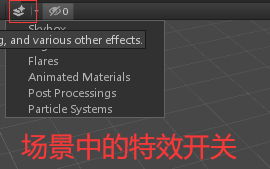 0
g, and various other effects.
Skybox
Flares
Animated Materials
Post Processings
Particle Systems
场景中的特效开关